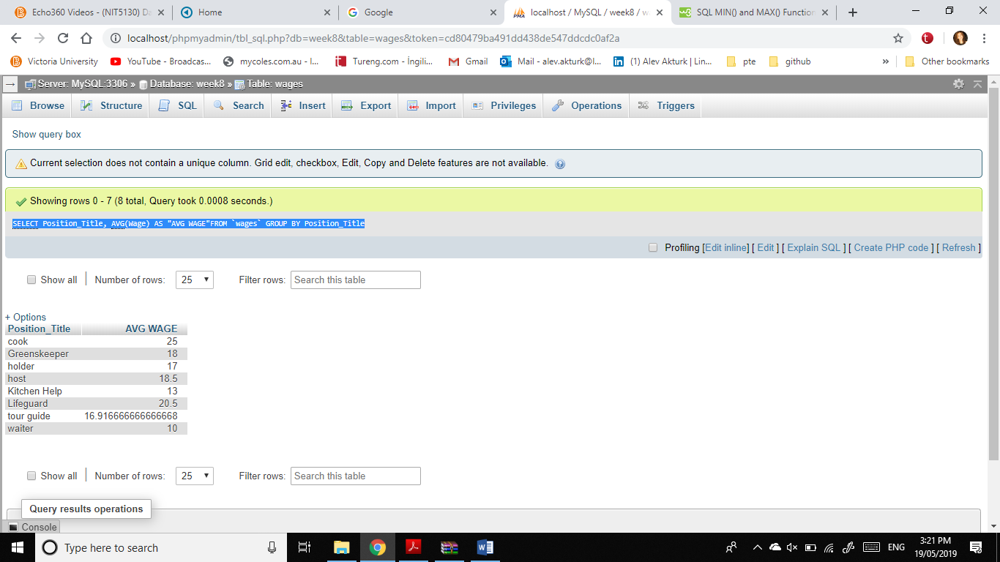 Echo360 Videos - (NIT5130) Da
Home
Google
localhost / MySQL / week8 / wa
SQL MIN() and MAX() Function
localhost/phpmyadmin/tbl_sql.php?db=week8&table=wages&token=cd80479ba491dd438de547ddcdc0af2a
Victoria University
YouTube - Broadcas...
mycoles.com.au - I...
Tureng.com - İngili...
Gmail
Mail - alev.akturk@l...
(1) Alev Akturk | Lin...
pte
github
»
Other bookmarks
Server: MySQL:3306 » Database: week8 » Table: wages
Browse
Structure
SQL
Search
Insert
Export
Import
Privileges
Operations
Triggers
Show query box
Current selection does not contain a unique column. Grid edit, checkbox, Edit, Copy and Delete features are not available.
Showing rows 0 - 7 (8 total, Query took 0.0008 seconds.)
SELECT Position_Title, AVG(Wage) AS "AVG WAGE"FROM `wages` GROUP BY Position_Title
Profiling [Edit inline] [ Edit ] [ Explain SQL ] [ Create PHP code ] [ Refresh ]
Show all | Number of rows: 25 Filter rows: Search this table
+ Options
Position_Title AVG WAGE
cook 25
Greenskeeper 18
holder 17
host 18.5
Kitchen Help 13
Lifeguard 20.5
tour guide 16.916666666666668
waiter 10
Show all | Number of rows: 25 Filter rows: Search this table
Query results operations
Console
Type here to search
ENG
3:21 PM
19/05/2019